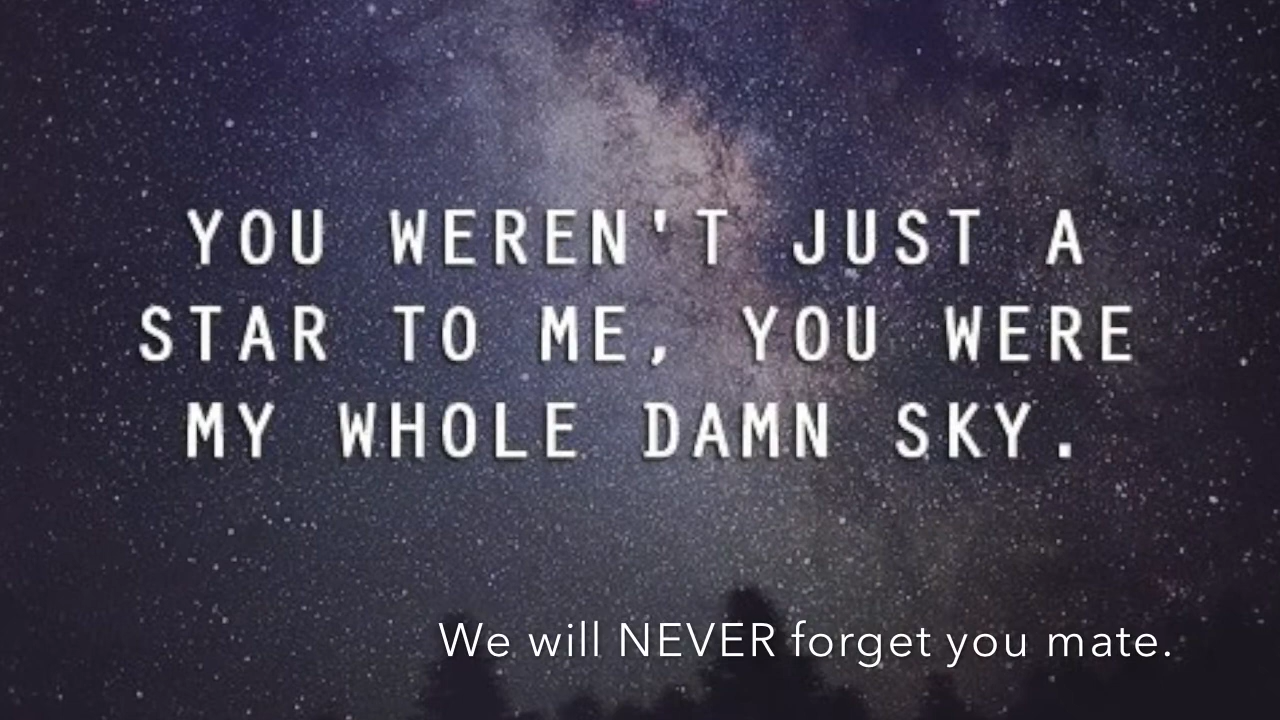 YOU WEREN'T JUST A
STAR TO ME, YOU WERE
MY WHOLE DAMN SKY.
We will NEVER forget you mate.